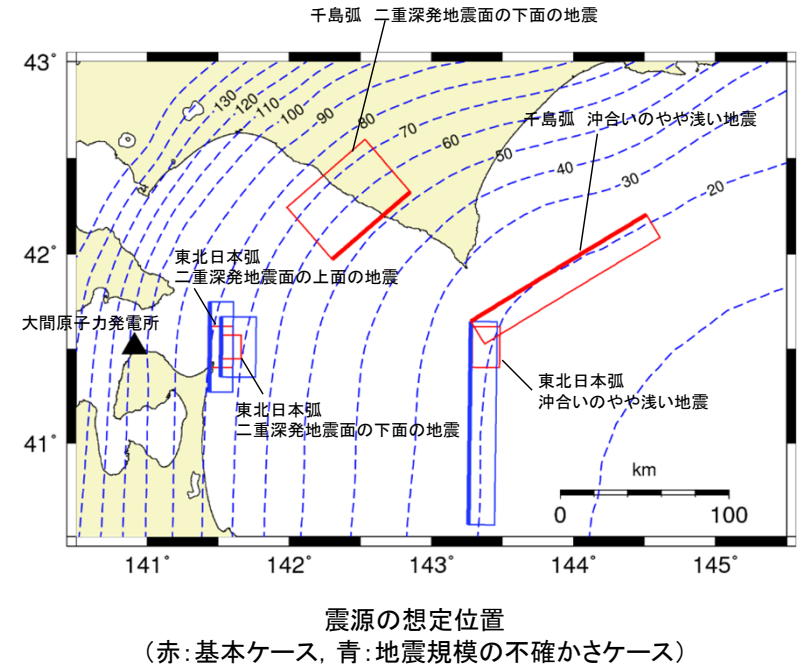 千島弧 二重深発地震面の下面の地震
43°
130
120
110
100
90
80
70
60
50
40
30
20
千島弧 沖合いのやや浅い地震
42°
東北日本弧
二重深発地震面の上面の地震
大間原子力発電所
東北日本弧
沖合いのやや浅い地震
東北日本弧
二重深発地震面の下面の地震
41°
km
0 100
141° 142° 143° 144° 145°
震源の想定位置
(赤:基本ケース, 青:地震規模の不確かさケース)